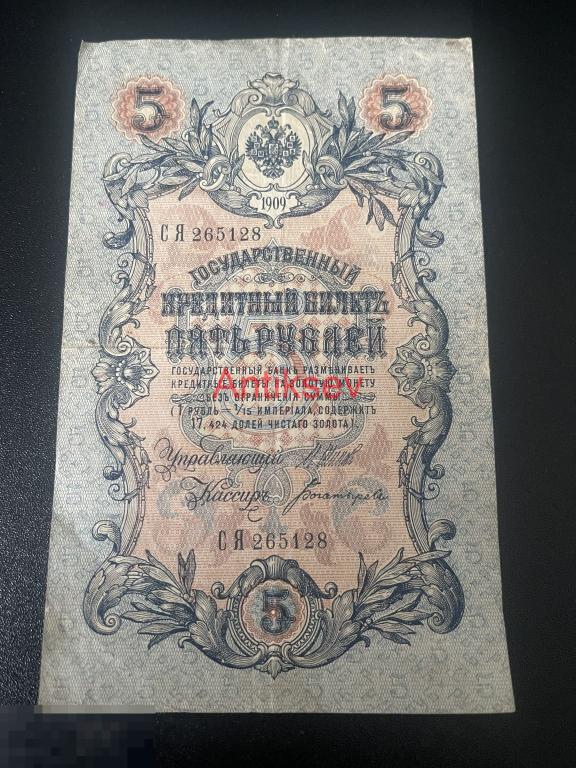 5 5
1909
СЯ 265128
ГОСУДАРСТВЕННЫЙ
КРЕДИТНЫЙ БИЛЕТЪ
ПЯТЬ РУБЛЕЙ
ГОСУДАРСТВЕННЫЙ БАНКЪ РАЗМѢНИВАЕТЪ
КРЕДИТНЫЕ БИЛЕТЫ НА ЗОЛОТУЮ МОНЕТУ
Antiksev
БЕЗЪ ОГРАНИЧЕНІЯ СУММЫ
(1 РУБЛЬ = 1/15 ИМПЕРІАЛА, СОДЕРЖИТЪ
17,424 ДОЛЕЙ ЧИСТАГО ЗОЛОТА).
Управляющій
Кассиръ
СЯ 265128
5